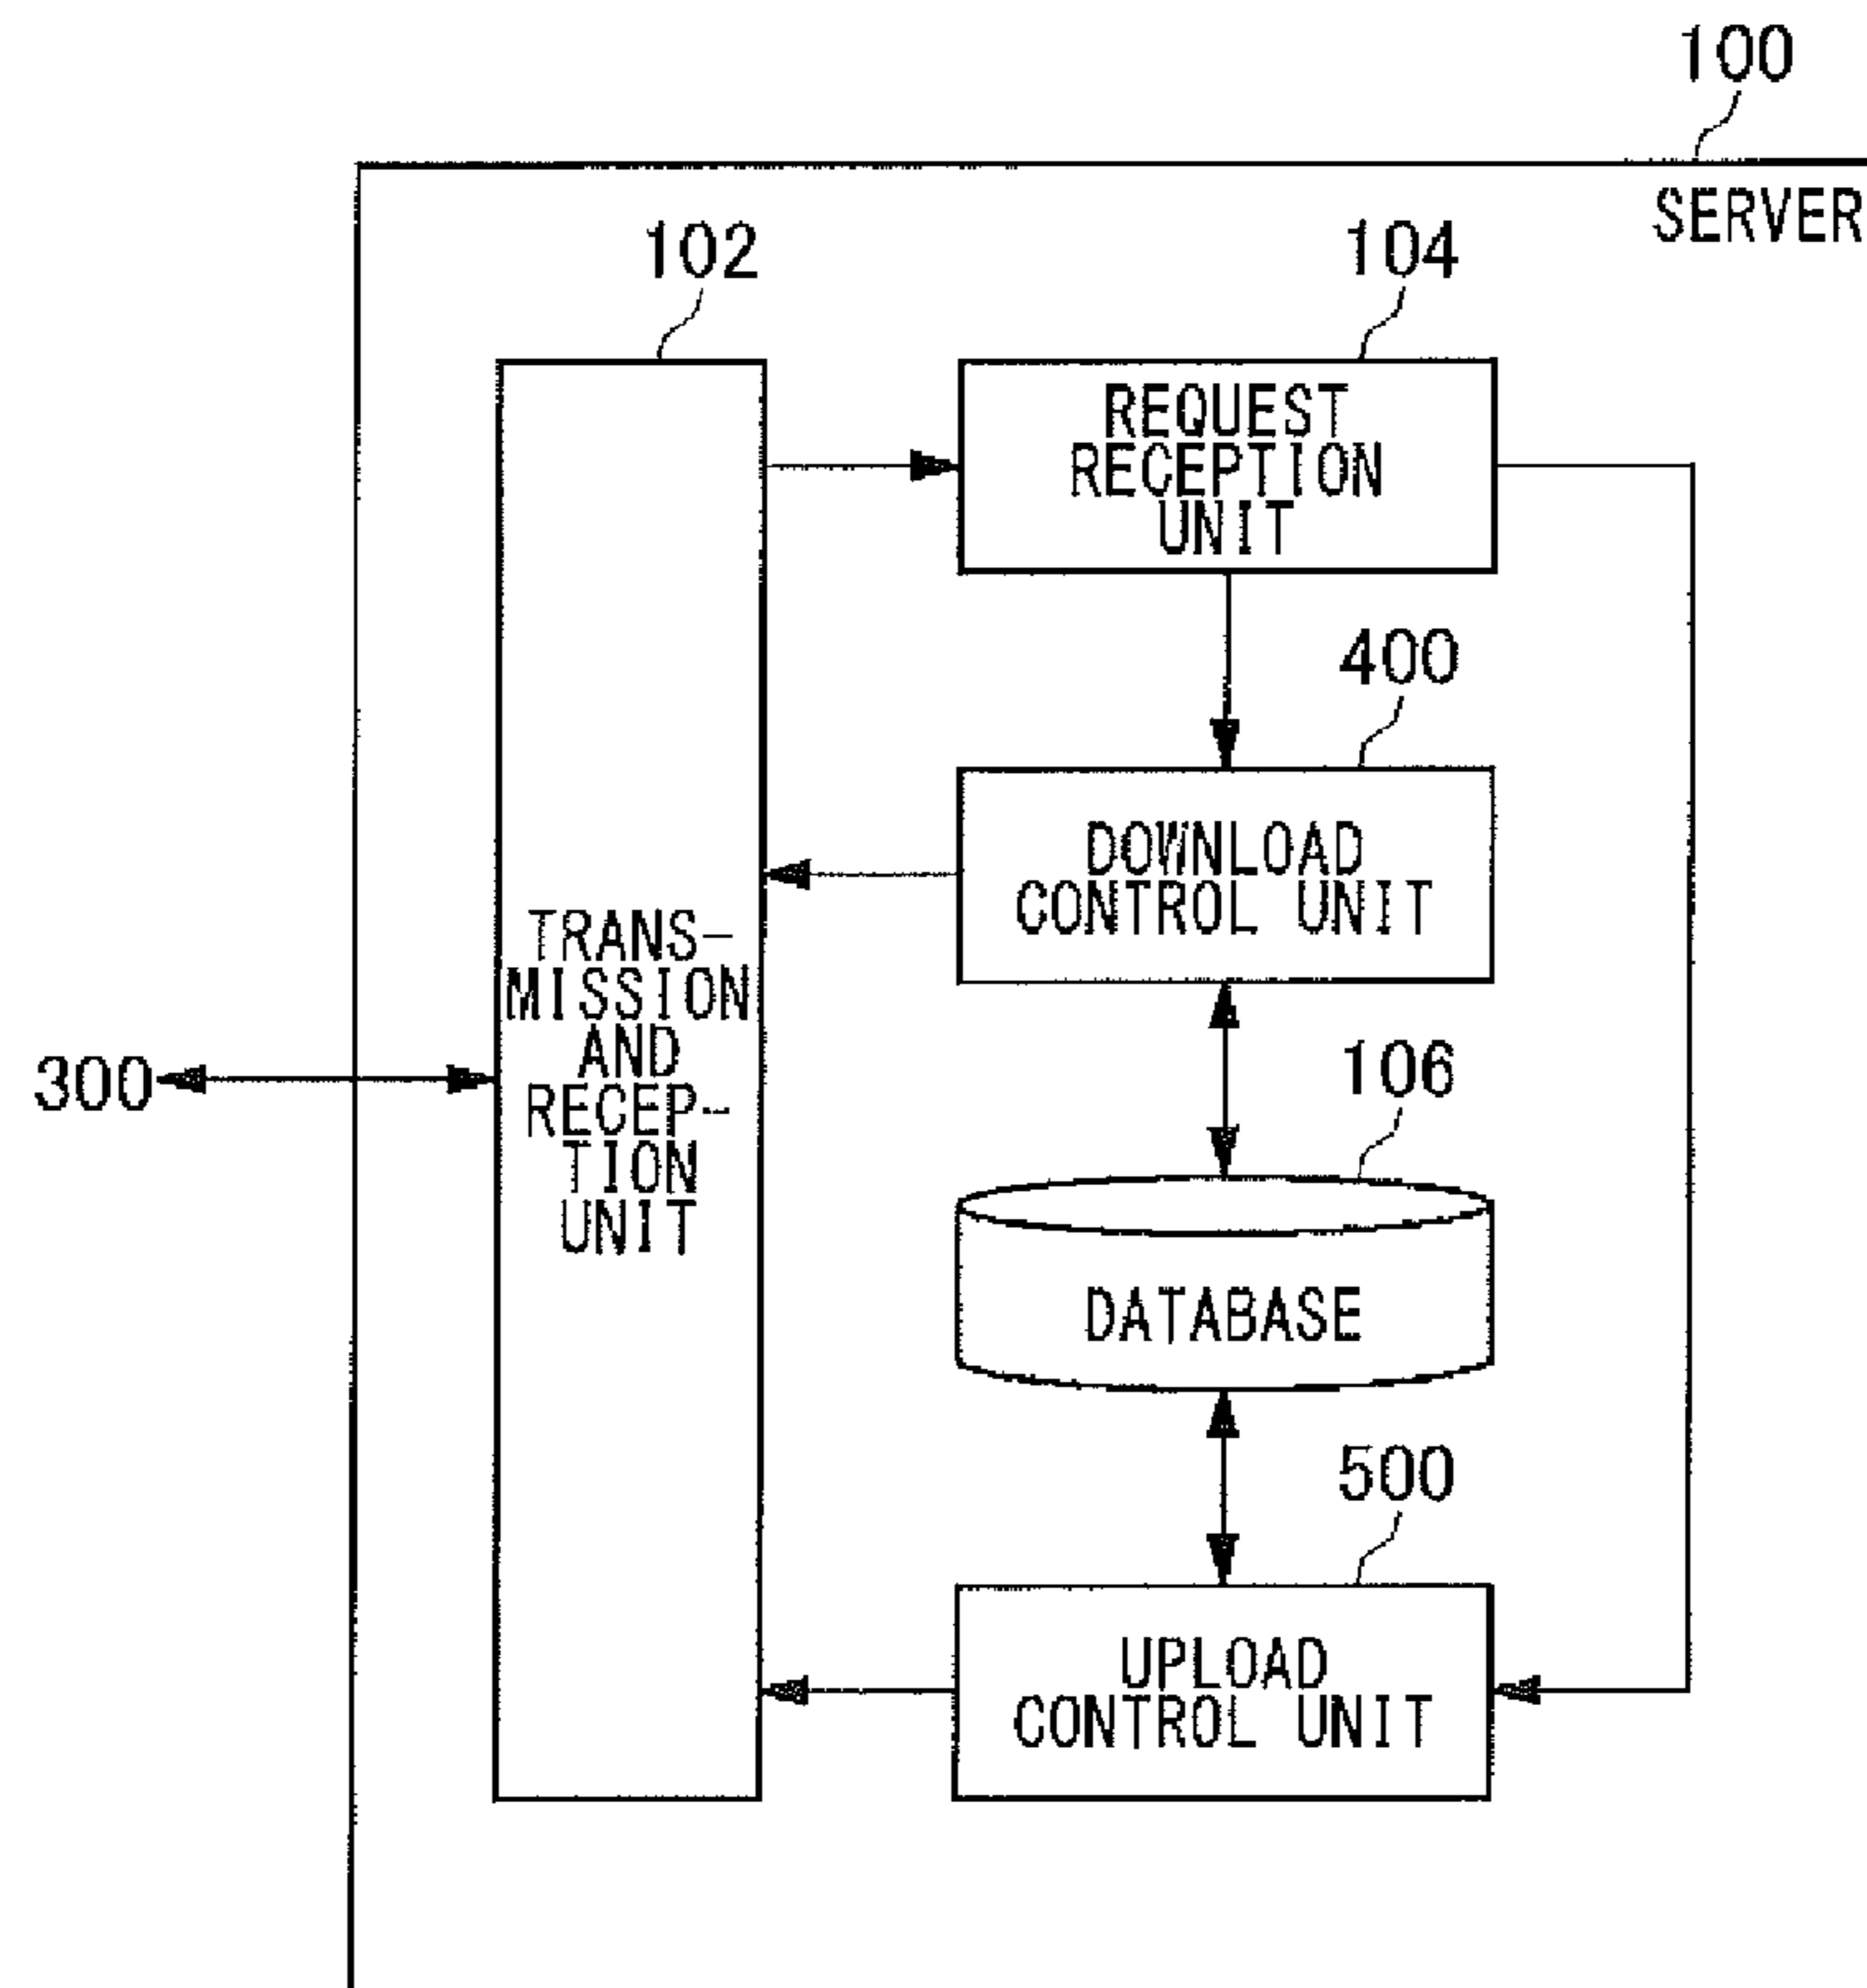 100
SERVER
102
104
REQUEST
RECEPTION
UNIT
400
DOWNLOAD
CONTROL UNIT
TRANS-
MISSION
AND
RECEP-
TION
UNIT
300
106
DATABASE
500
UPLOAD
CONTROL UNIT